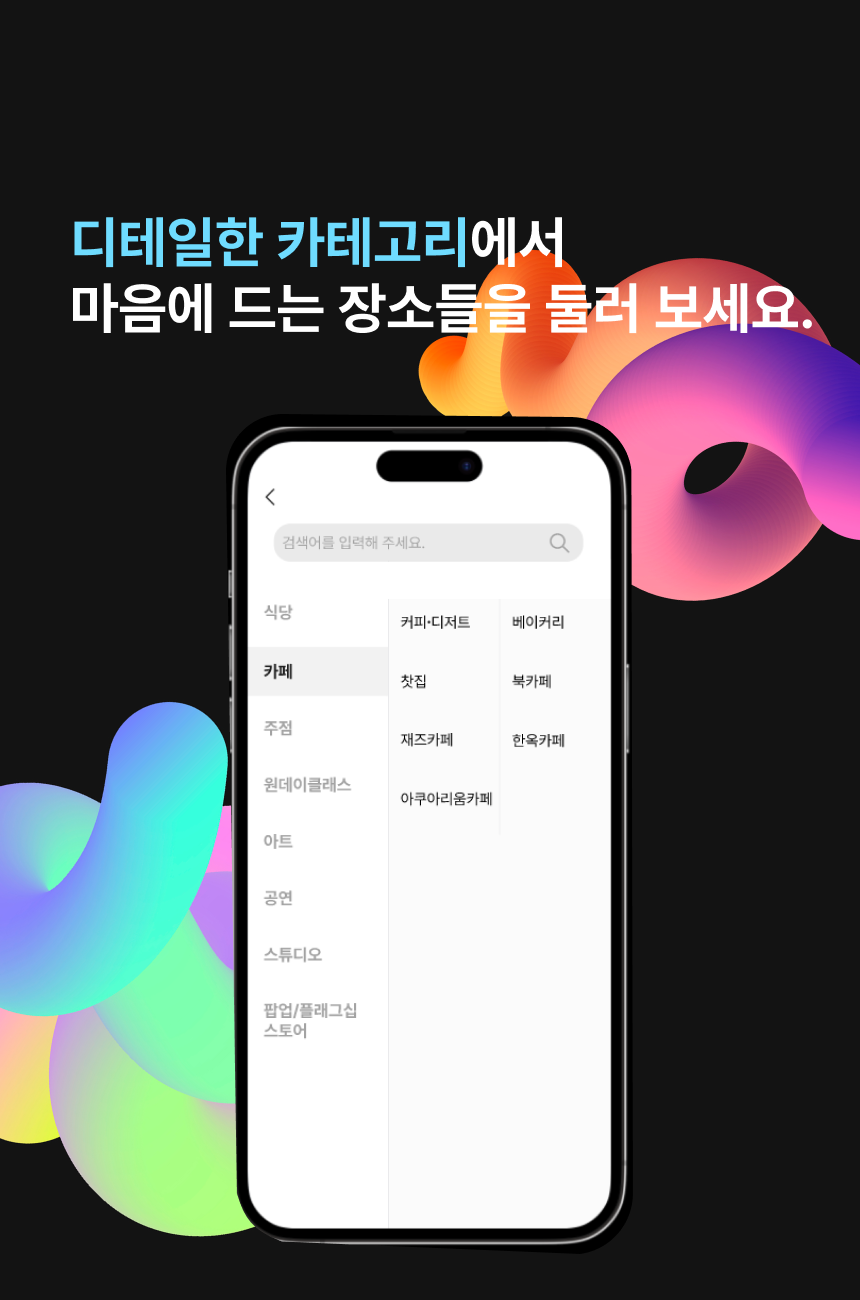 디테일한 카테고리에서
마음에 드는 장소들을 둘러 보세요.
검색어를 입력해 주세요.
식당
카페
주점
원데이클래스
아트
공연
스튜디오
팝업/플래그십
스토어
커피•디저트
베이커리
찻집
북카페
재즈카페
한옥카페
아쿠아리움카페